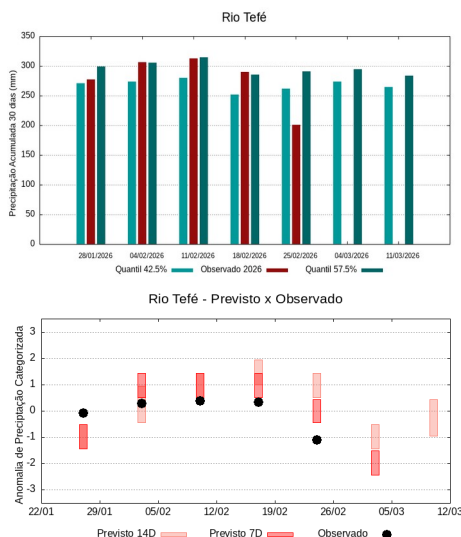 Rio Tefé
Precipitação Acumulada 30 dias (mm)
350
300
250
200
150
100
50
0
28/01/2026 04/02/2026 11/02/2026 18/02/2026 25/02/2026 04/03/2026 11/03/2026
Quantil 42.5% Observado 2026 Quantil 57.5%
Rio Tefé - Previsto x Observado
Anomalia de Preciptação Categorizada
3
2
1
0
-1
-2
-3
22/01 29/01 05/02 12/02 19/02 26/02 05/03 12/03
Previsto 14D Previsto 7D Observado